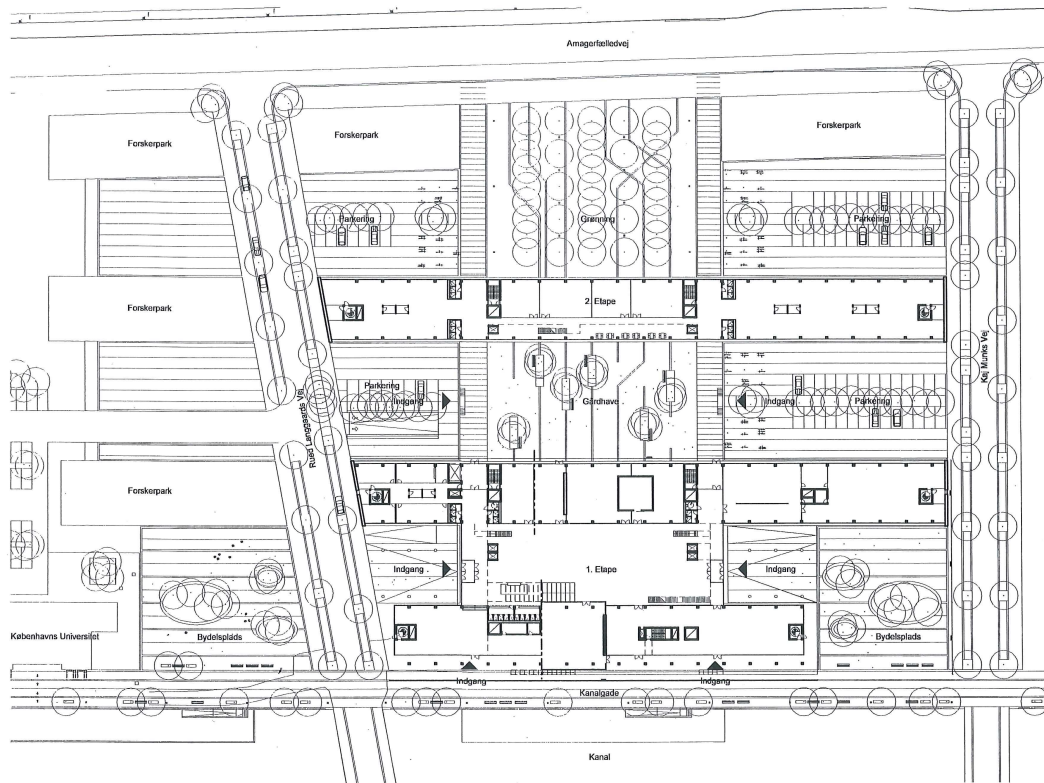 Amagerfælledvej
Forskerpark
Forskerpark
Forskerpark
Parkering
Grønning
Parkering
Forskerpark
2. Etape
Kaj Munks Vej
Rued Langgaards Vej
Parkering
Indgang
Gårdhave
Indgang
Parkering
Forskerpark
Indgang
1. Etape
Indgang
Københavns Universitet
Bydelsplads
Bydelsplads
Indgang
Indgang
Kanalgade
Kanal